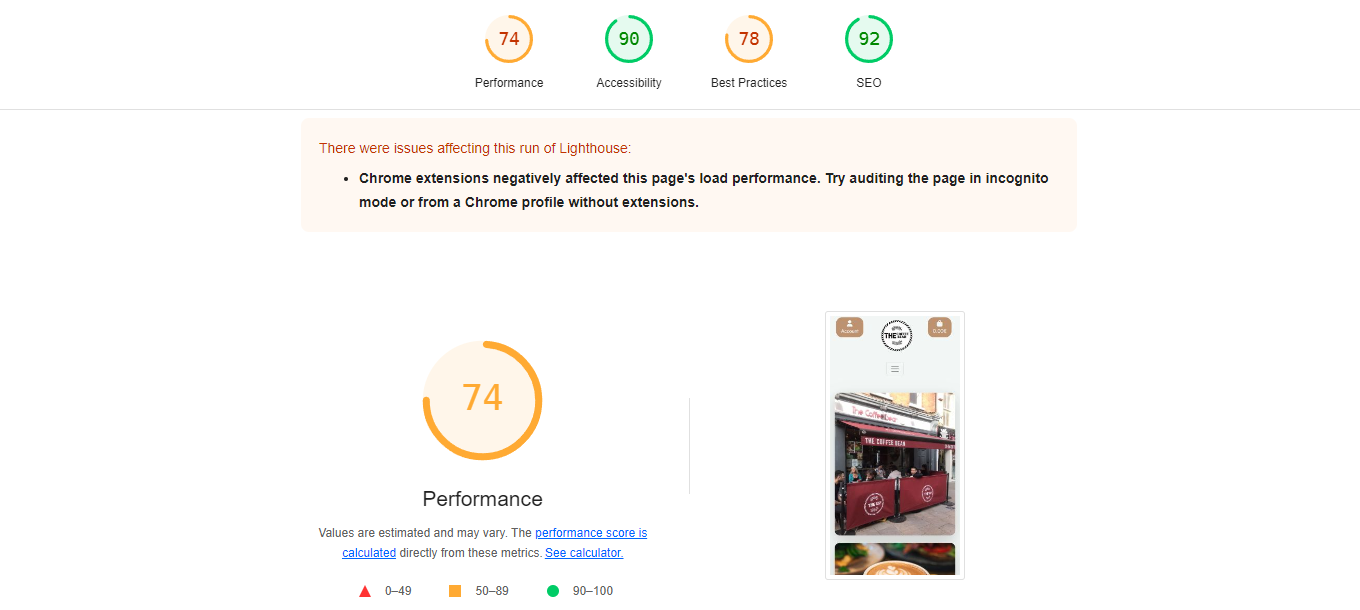 74
90
78
92
Performance
Accessibility
Best Practices
SEO
There were issues affecting this run of Lighthouse:
• Chrome extensions negatively affected this page's load performance. Try auditing the page in incognito
mode or from a Chrome profile without extensions.
74
Performance
Values are estimated and may vary. The performance score is
calculated directly from these metrics. See calculator.
0–49
50–89
90–100
Account
THE
The Coffee Bean
THE COFFEE BEAN